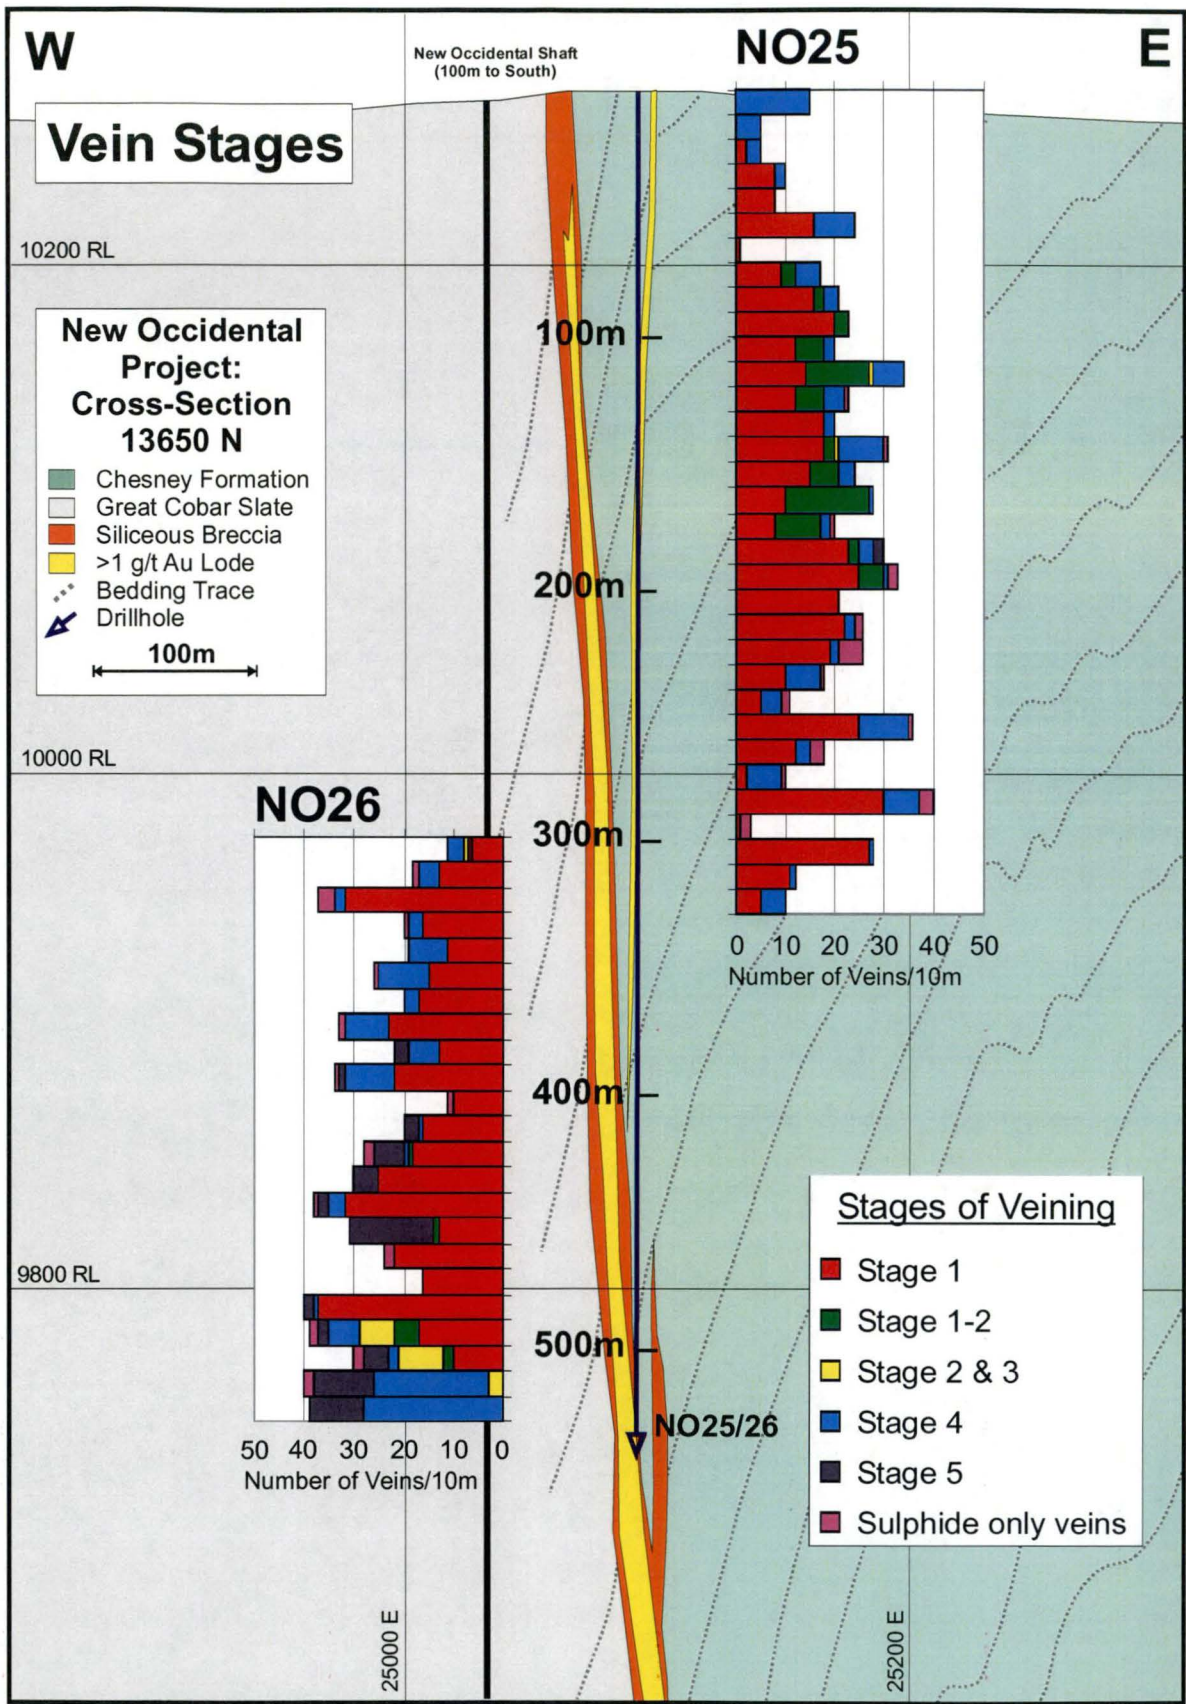 W
New Occidental Shaft
(100m to South)
NO25
E
Vein Stages
10200 RL
New Occidental
Project:
Cross-Section
13650 N
Chesney Formation
Great Cobar Slate
Siliceous Breccia
>1 g/t Au Lode
Bedding Trace
Drillhole
100m
100m
200m
10000 RL
NO26
300m
0 10 20 30 40 50
Number of Veins/10m
400m
9800 RL
500m
NO25/26
50 40 30 20 10 0
Number of Veins/10m
Stages of Veining
Stage 1
Stage 1-2
Stage 2 & 3
Stage 4
Stage 5
Sulphide only veins
25000 E
25200 E